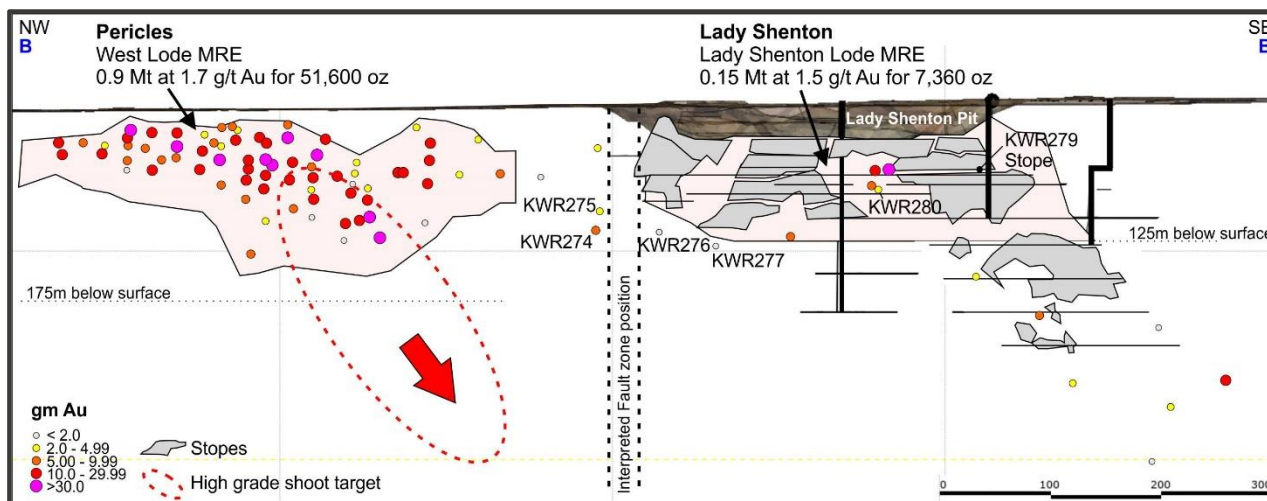 NW
B
Pericles
West Lode MRE
0.9 Mt at 1.7 g/t Au for 51,600 oz
Lady Shenton
Lady Shenton Lode MRE
0.15 Mt at 1.5 g/t Au for 7,360 oz
SE
B
Lady Shenton Pit
KWR279
Stope
KWR275
KWR280
KWR274
KWR276
KWR277
125m below surface
175m below surface
Interpreted Fault zone position
gm Au
< 2.0
2.0 - 4.99
5.00 - 9.99
10.0 - 29.99
>30.0
Stopes
High grade shoot target
0
100
200
300